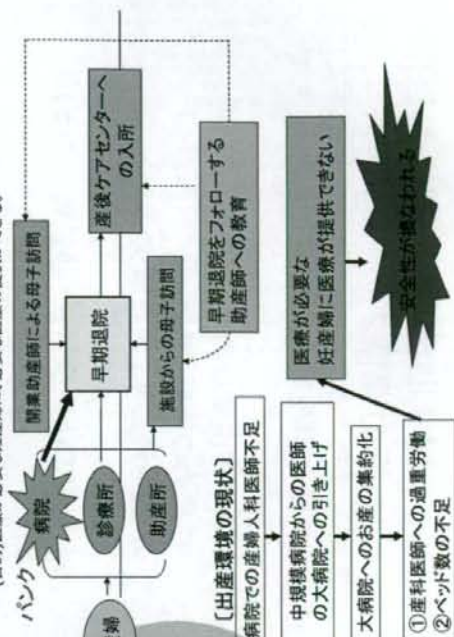 開業助産師による母子訪問
パンク
病院
診療所
助産所
婦
早期退院
産後ケアセンターへ
の入所
施設からの母子訪問
早期退院をフォローする
助産師への教育
〔出産環境の現状〕
病院での産婦人科医師不足
中規模病院からの医師
の大病院への引き上げ
大病院へのお産の集約化
①産科医師への過重労働
②ベッド数の不足
医療が必要な
妊産婦に医療が提供できない
安全性が損なわれる